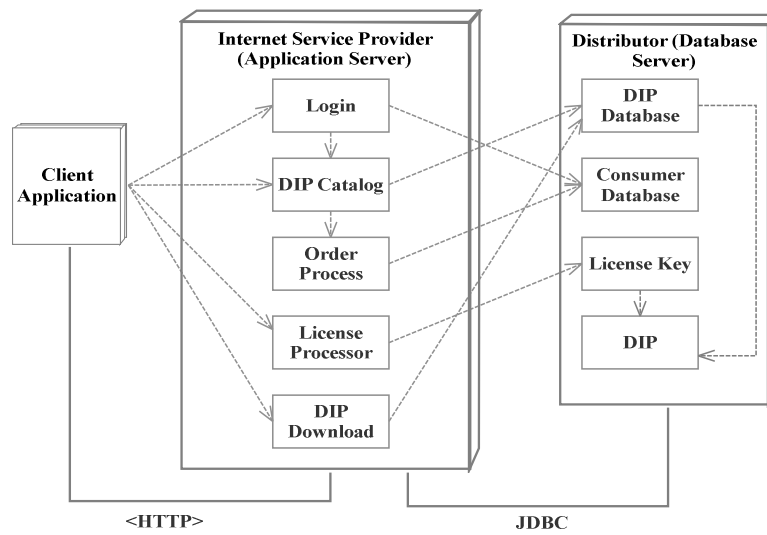 Internet Service Provider
(Application Server)
Distributor (Database
Server)
Client
Application
Login
DIP Catalog
Order
Process
License
Processor
DIP
Download
DIP
Database
Consumer
Database
License Key
DIP
<HTTP>
JDBC